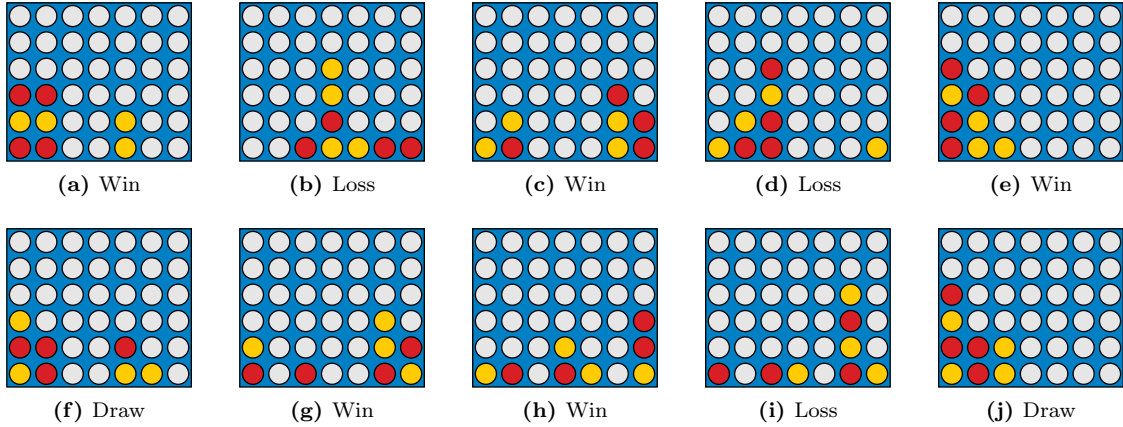 (a) Win
(b) Loss
(c) Win
(d) Loss
(e) Win
(f) Draw
(g) Win
(h) Win
(i) Loss
(j) Draw